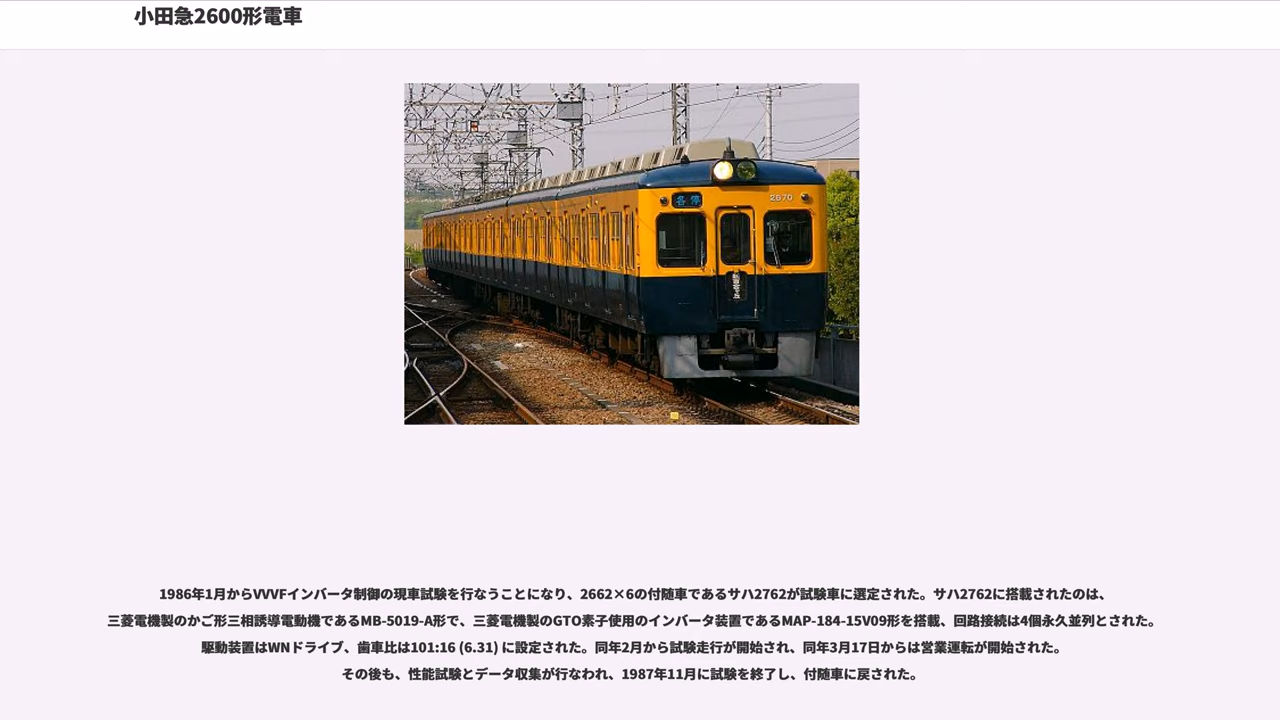 小田急2600形電車
各停
2670
1986年1月からVVVFインバータ制御の現車試験を行なうことになり、2662×6の付随車であるサハ2762が試験車に選定された。サハ2762に搭載されたのは、
三菱電機製のかご形三相誘導電動機であるMB-5019-A形で、三菱電機製のGTO素子使用のインバータ装置であるMAP-184-15V09形を搭載、回路接続は4個永久並列とされた。
駆動装置はWNドライブ、歯車比は101:16 (6.31) に設定された。同年2月から試験走行が開始され、同年3月17日からは営業運転が開始された。
その後も、性能試験とデータ収集が行なわれ、1987年11月に試験を終了し、付随車に戻された。